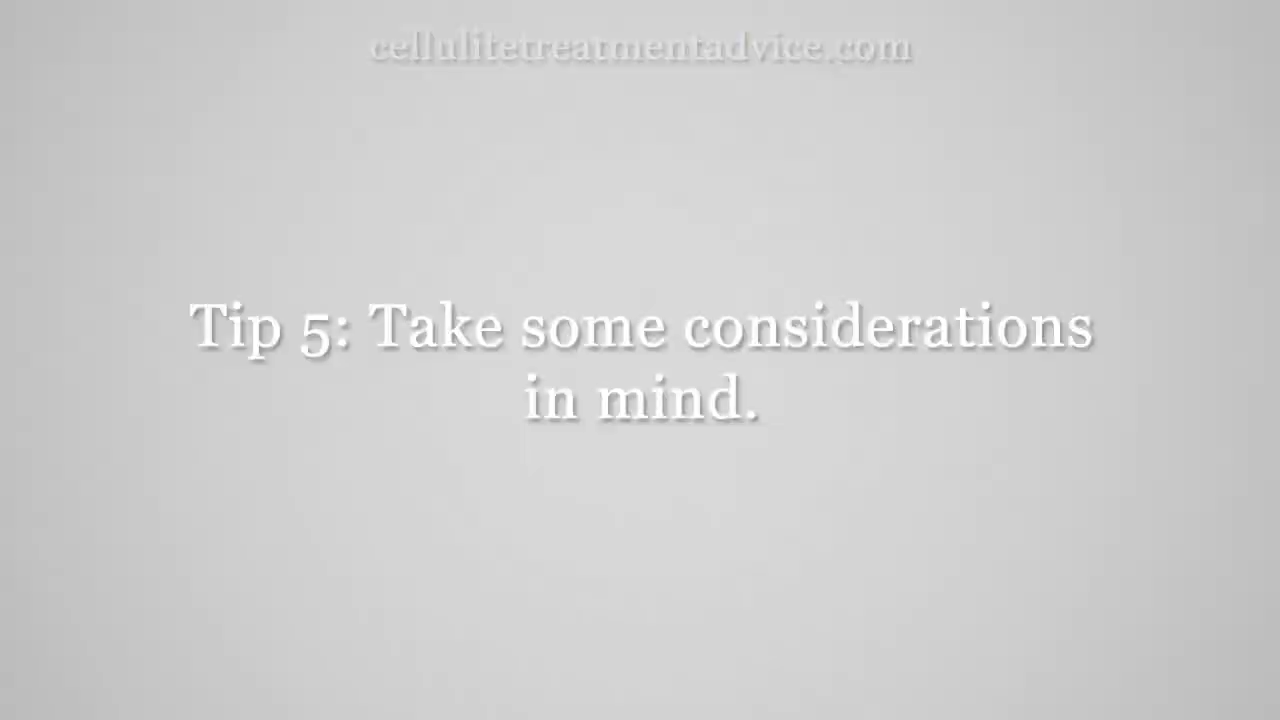 cellulitetreatmentadvice.com
Tip 5: Take some considerations
in mind.